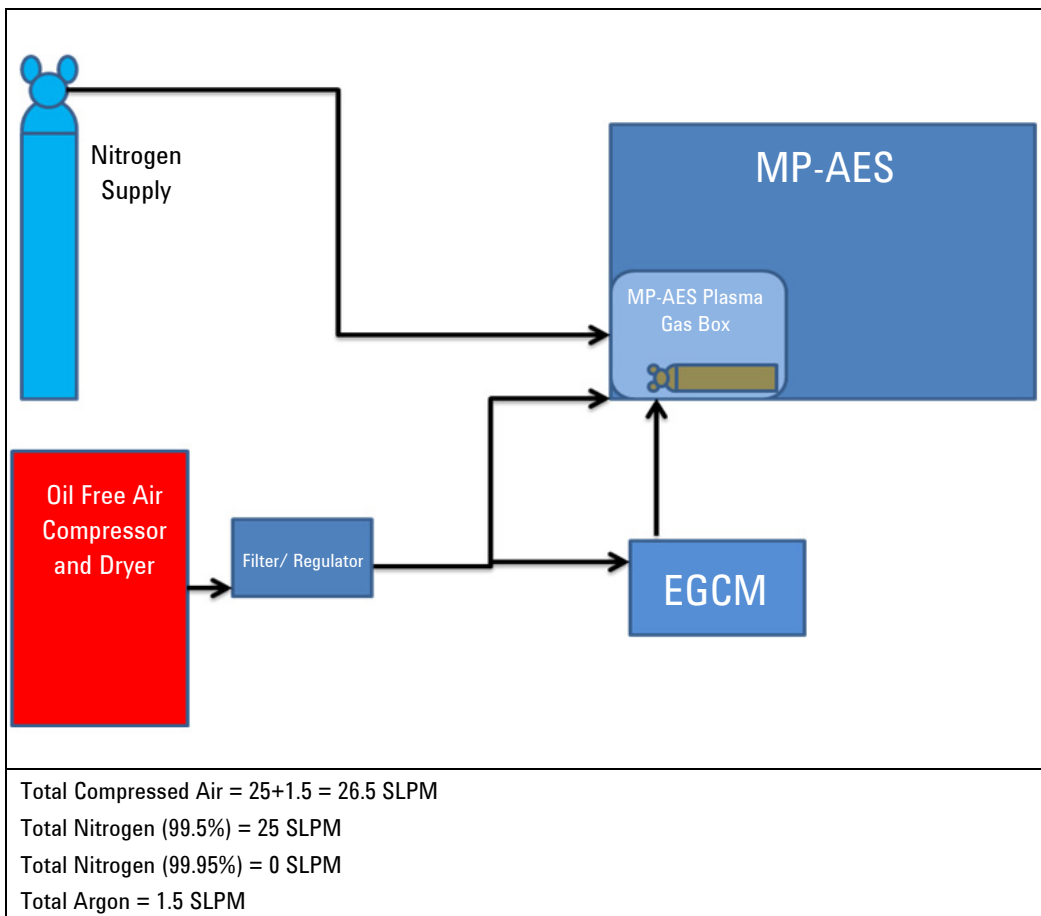 Nitrogen
Supply
MP-AES
MP-AES Plasma
Gas Box
Oil Free Air
Compressor
and Dryer
Filter/ Regulator
EGCM
Total Compressed Air = 25+1.5 = 26.5 SLPM
Total Nitrogen (99.5%) = 25 SLPM
Total Nitrogen (99.95%) = 0 SLPM
Total Argon = 1.5 SLPM